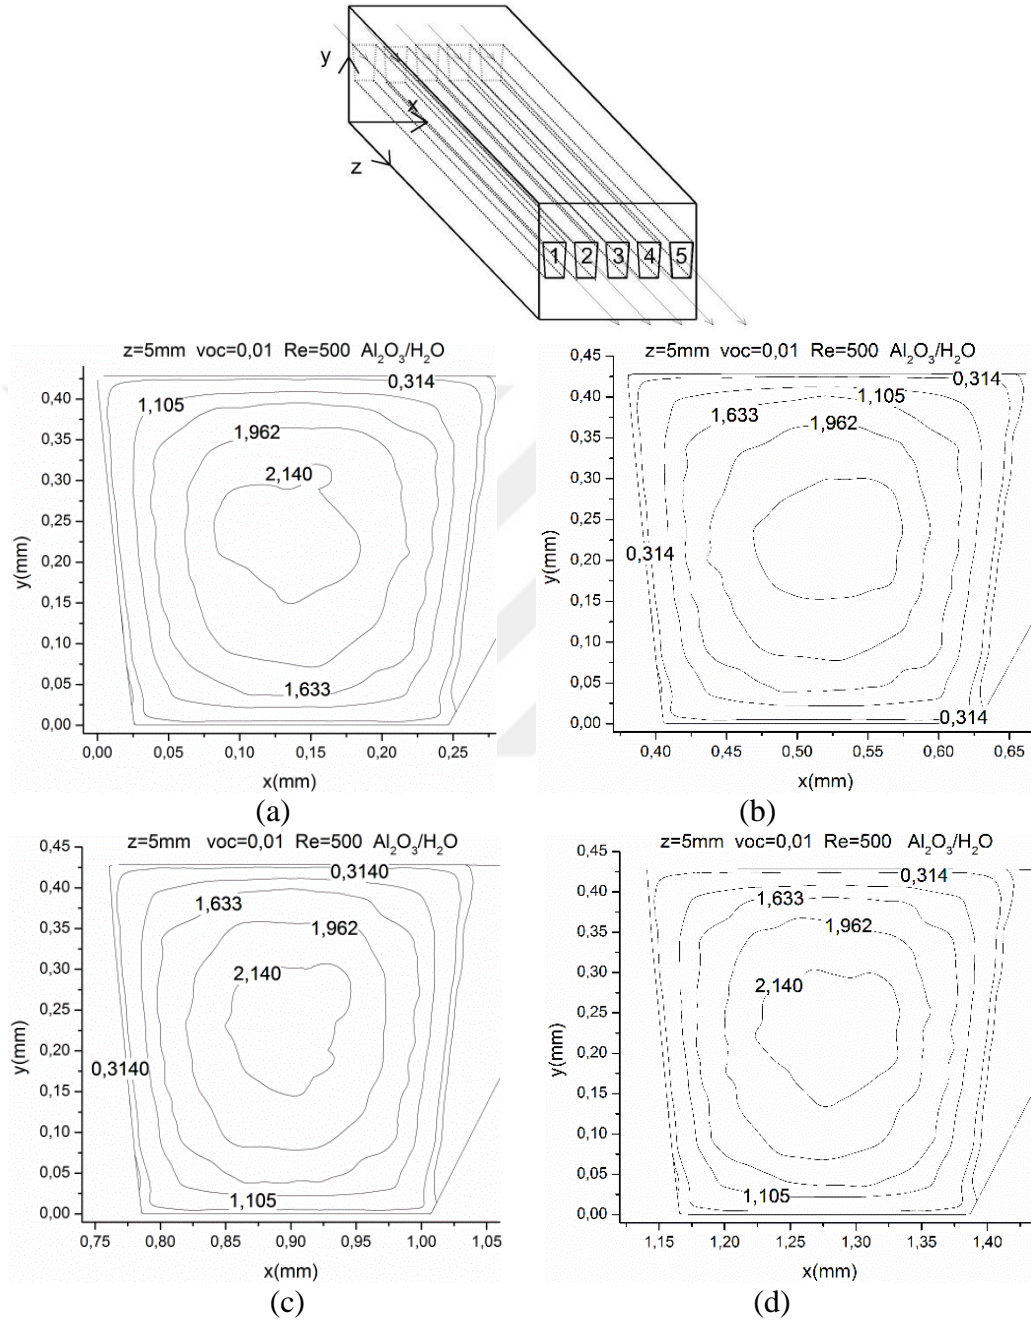 y
x
z
1 2 3 4 5
z=5mm voc=0,01 Re=500 Al₂O₃/H₂O
0,314
1,105
1,962
2,140
1,633
0,40
0,35
0,30
0,25
0,20
0,15
0,10
0,05
0,00
y(mm)
0,00 0,05 0,10 0,15 0,20 0,25
x(mm)
(a)
z=5mm voc=0,01 Re=500 Al₂O₃/H₂O
0,314
1,105
1,633
1,962
0,314
0,314
0,45
0,40
0,35
0,30
0,25
0,20
0,15
0,10
0,05
0,00
y(mm)
0,40 0,45 0,50 0,55 0,60 0,65
x(mm)
(b)
z=5mm voc=0,01 Re=500 Al₂O₃/H₂O
0,3140
1,633
1,962
2,140
0,3140
1,105
0,45
0,40
0,35
0,30
0,25
0,20
0,15
0,10
0,05
0,00
y(mm)
0,75 0,80 0,85 0,90 0,95 1,00 1,05
x(mm)
(c)
z=5mm voc=0,01 Re=500 Al₂O₃/H₂O
0,314
1,633
1,962
2,140
1,105
0,45
0,40
0,35
0,30
0,25
0,20
0,15
0,10
0,05
0,00
y(mm)
1,15 1,20 1,25 1,30 1,35 1,40
x(mm)
(d)